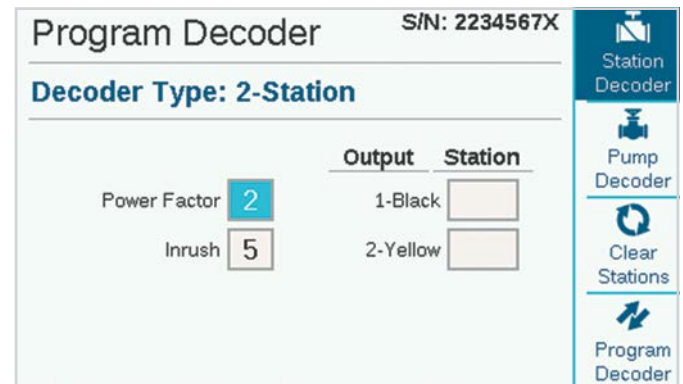 Program Decoder
S/N: 2234567X
Decoder Type: 2-Station
Output Station
Power Factor 2 1-Black
Inrush 5 2-Yellow
Station
Decoder
Pump
Decoder
Clear
Stations
Program
Decoder